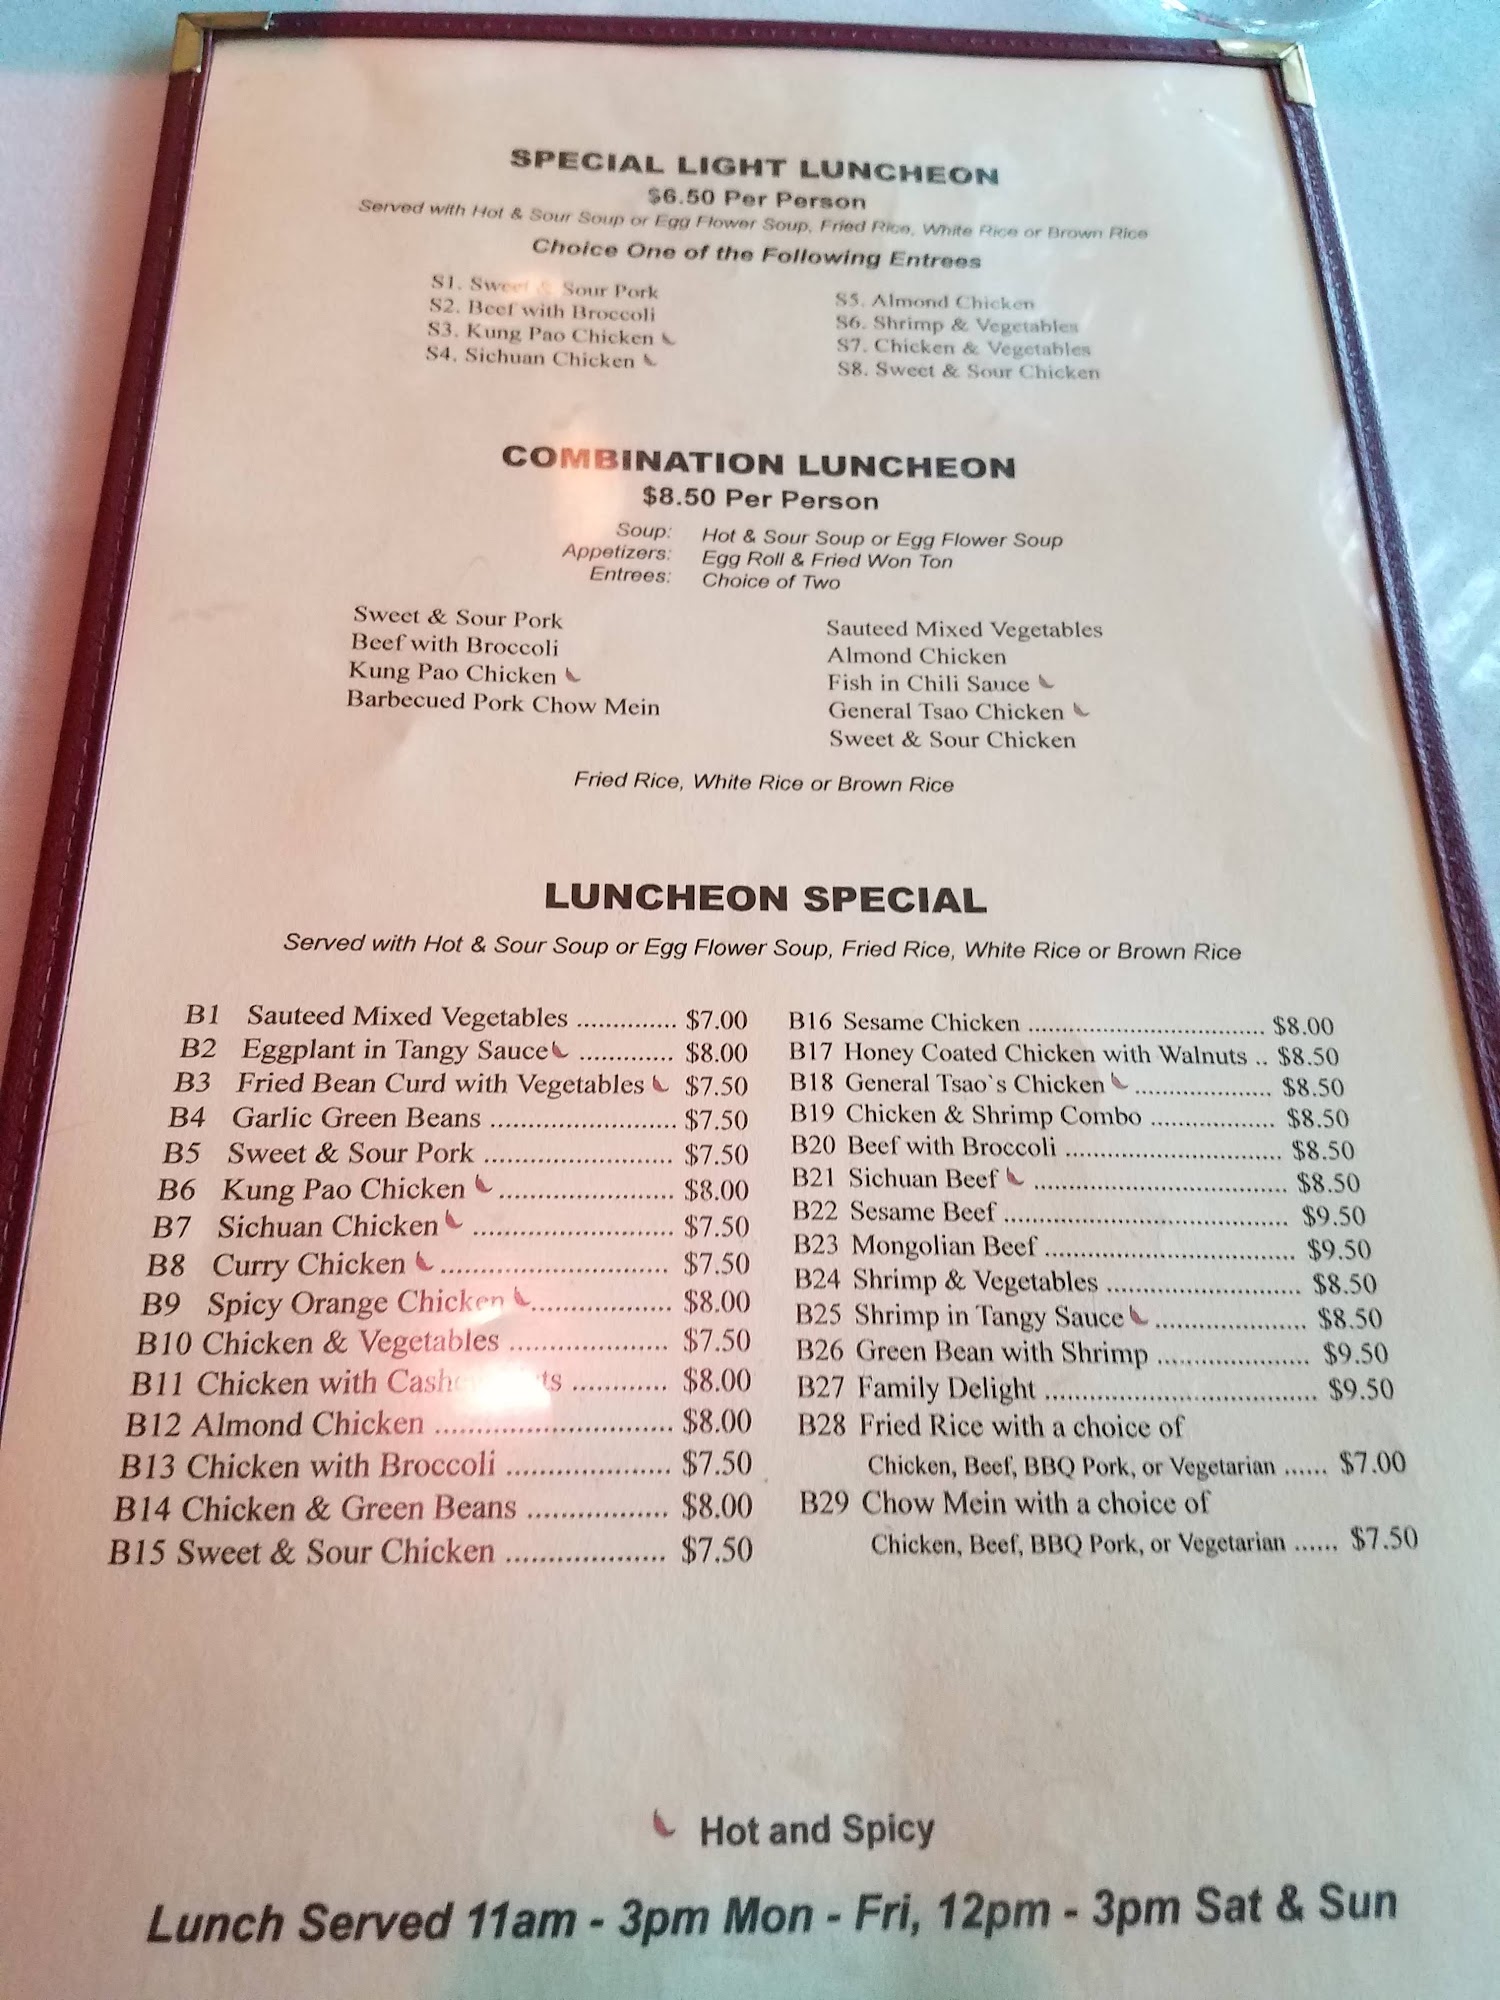 SPECIAL LIGHT LUNCHEON
$6.50 Per Person
Served with Hot & Sour Soup or Egg Flower Soup, Fried Rice, White Rice or Brown Rice
Choice One of the Following Entrees
S1. Sweet & Sour Pork
S2. Beef with Broccoli
S3. Kung Pao Chicken
S4. Sichuan Chicken
S5. Almond Chicken
S6. Shrimp & Vegetables
S7. Chicken & Vegetables
S8. Sweet & Sour Chicken
COMBINATION LUNCHEON
$8.50 Per Person
Soup: Hot & Sour Soup or Egg Flower Soup
Appetizers: Egg Roll & Fried Won Ton
Entrees: Choice of Two
Sweet & Sour Pork
Beef with Broccoli
Kung Pao Chicken
Barbecued Pork Chow Mein
Sauteed Mixed Vegetables
Almond Chicken
Fish in Chili Sauce
General Tsao Chicken
Sweet & Sour Chicken
Fried Rice, White Rice or Brown Rice
LUNCHEON SPECIAL
Served with Hot & Sour Soup or Egg Flower Soup, Fried Rice, White Rice or Brown Rice
B1 Sauteed Mixed Vegetables .............. $7.00
B2 Eggplant in Tangy Sauce ............. $8.00
B3 Fried Bean Curd with Vegetables $7.50
B4 Garlic Green Beans .......................... $7.50
B5 Sweet & Sour Pork .......................... $7.50
B6 Kung Pao Chicken ........................ $8.00
B7 Sichuan Chicken ............................ $7.50
B8 Curry Chicken ............................... $7.50
B9 Spicy Orange Chicken ................... $8.00
B10 Chicken & Vegetables ...................... $7.50
B11 Chicken with ............. $8.00
B12 Almond Chicken ................................. $8.00
B13 Chicken with Broccoli ....................... $7.50
B14 Chicken & Green Beans ................... $8.00
B15 Sweet & Sour Chicken ...................... $7.50
B16 Sesame Chicken .................................. $8.00
B17 Honey Coated Chicken with Walnuts .. $8.50
B18 General Tsao`s Chicken .................... $8.50
B19 Chicken & Shrimp Combo .................. $8.50
B20 Beef with Broccoli ............................... $8.50
B21 Sichuan Beef .................................... $8.50
B22 Sesame Beef ........................................ $9.50
B23 Mongolian Beef ................................... $9.50
B24 Shrimp & Vegetables ........................... $8.50
B25 Shrimp in Tangy Sauce ..................... $8.50
B26 Green Bean with Shrimp ..................... $9.50
B27 Family Delight ..................................... $9.50
B28 Fried Rice with a choice of
Chicken, Beef, BBQ Pork, or Vegetarian ...... $7.00
B29 Chow Mein with a choice of
Chicken, Beef, BBQ Pork, or Vegetarian ...... $7.50
Hot and Spicy
Lunch Served 11am - 3pm Mon - Fri, 12pm - 3pm Sat & Sun